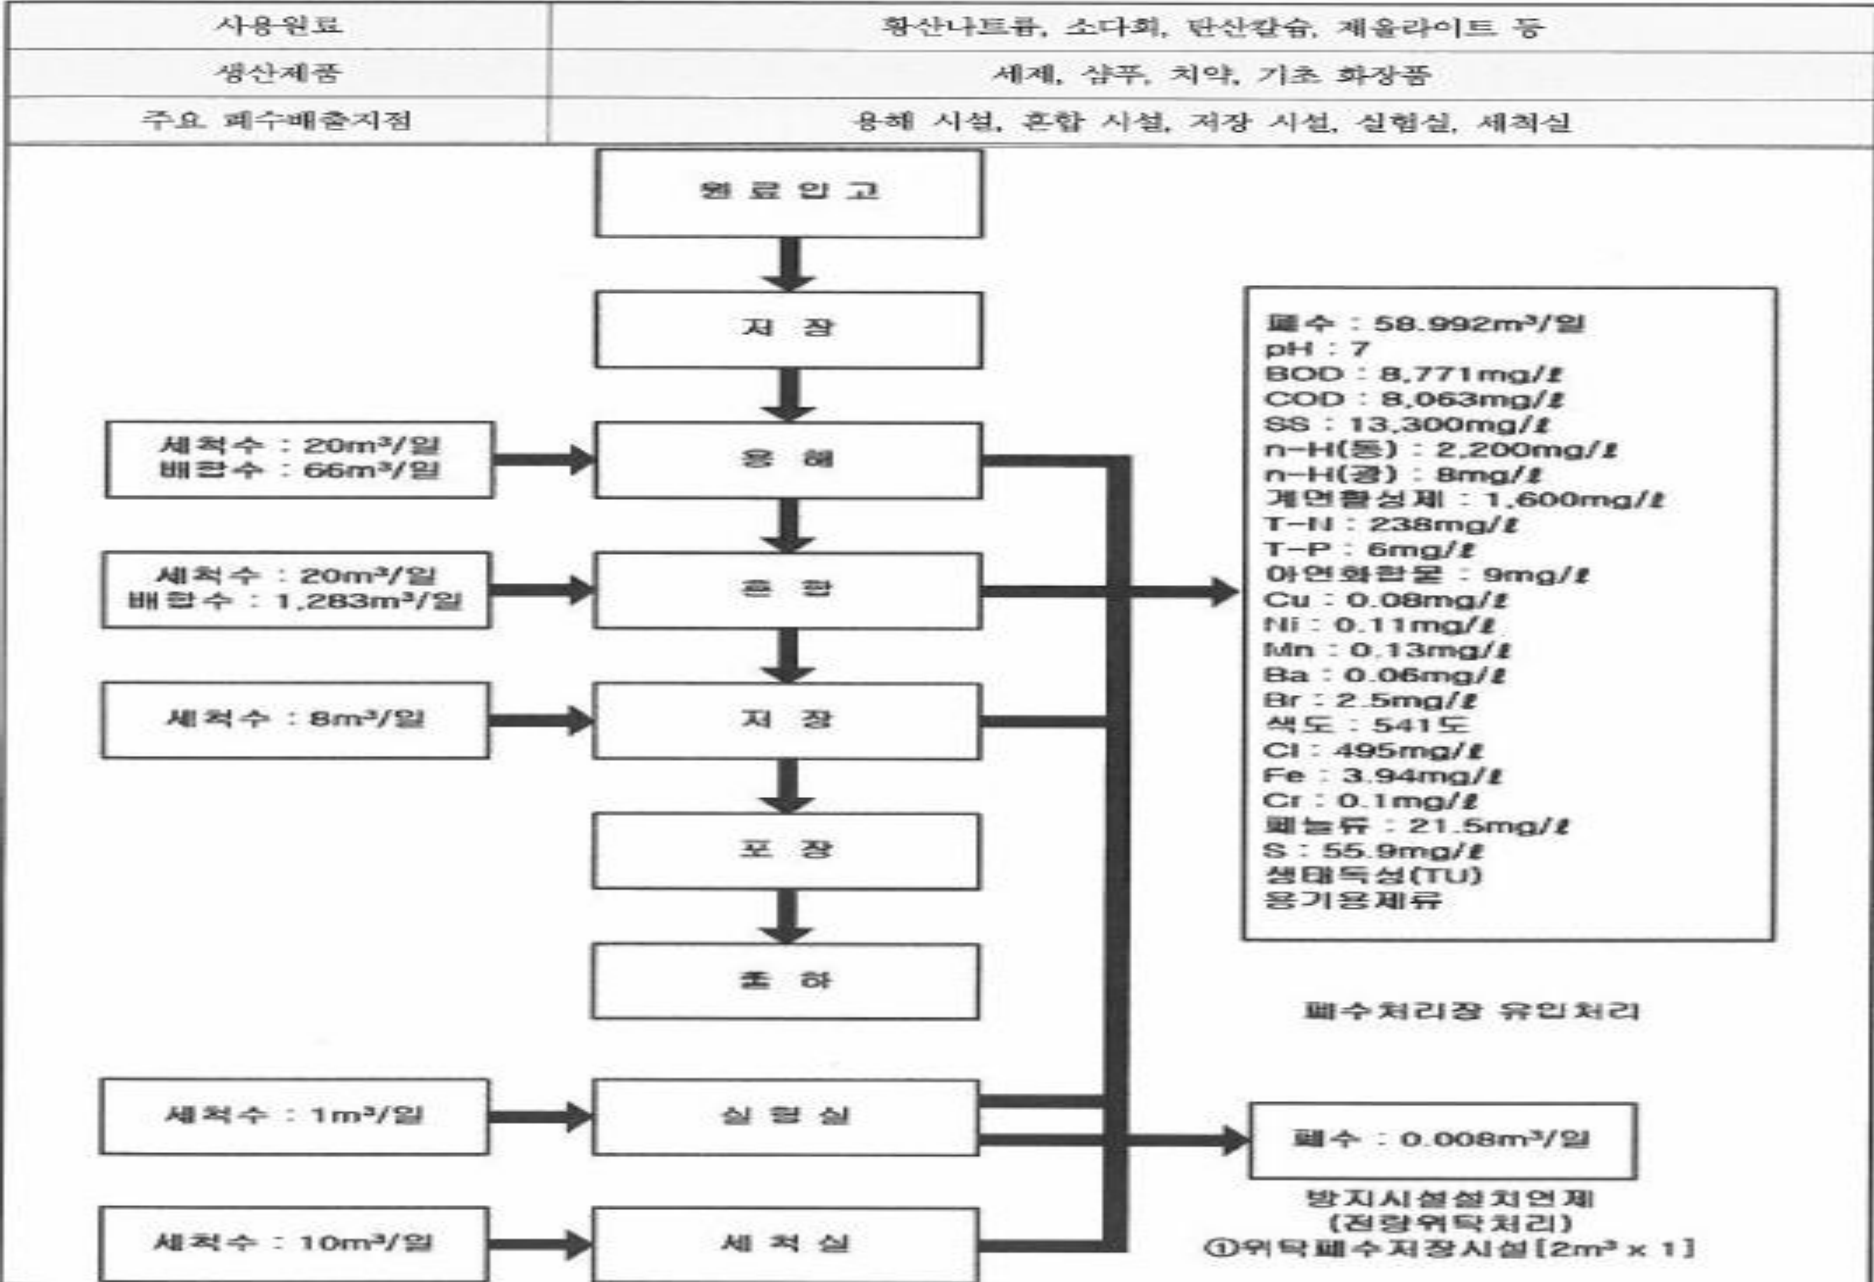 사용원료 황산나트륨, 소다회, 탄산칼슘, 제올라이트 등
생산제품 세제, 샴푸, 치약, 기초 화장품
주요 폐수배출지점 용해 시설, 혼합 시설, 저장 시설, 실험실, 세척실
원료입고
저장
세척수 : 20m³/일
배합수 : 66m³/일
용해
세척수 : 20m³/일
배합수 : 1,283m³/일
혼합
세척수 : 8m³/일
저장
포장
출하
세척수 : 1m³/일
실험실
세척수 : 10m³/일
세척실
폐수 : 58.992m³/일
pH : 7
BOD : 8,771mg/ℓ
COD : 8,063mg/ℓ
SS : 13,300mg/ℓ
n-H(동) : 2,200mg/ℓ
n-H(광) : 8mg/ℓ
계면활성제 : 1,600mg/ℓ
T-N : 238mg/ℓ
T-P : 6mg/ℓ
아연화합물 : 9mg/ℓ
Cu : 0.08mg/ℓ
Ni : 0.11mg/ℓ
Mn : 0.13mg/ℓ
Ba : 0.06mg/ℓ
Br : 2.5mg/ℓ
색도 : 541도
Cl : 495mg/ℓ
Fe : 3.94mg/ℓ
Cr : 0.1mg/ℓ
페놀류 : 21.5mg/ℓ
S : 55.9mg/ℓ
생태독성(TU)
용기용제류
폐수처리장 유입처리
폐수 : 0.008m³/일
방지시설설치면제
(전량위탁처리)
①위탁폐수저장시설[2m³ x 1]